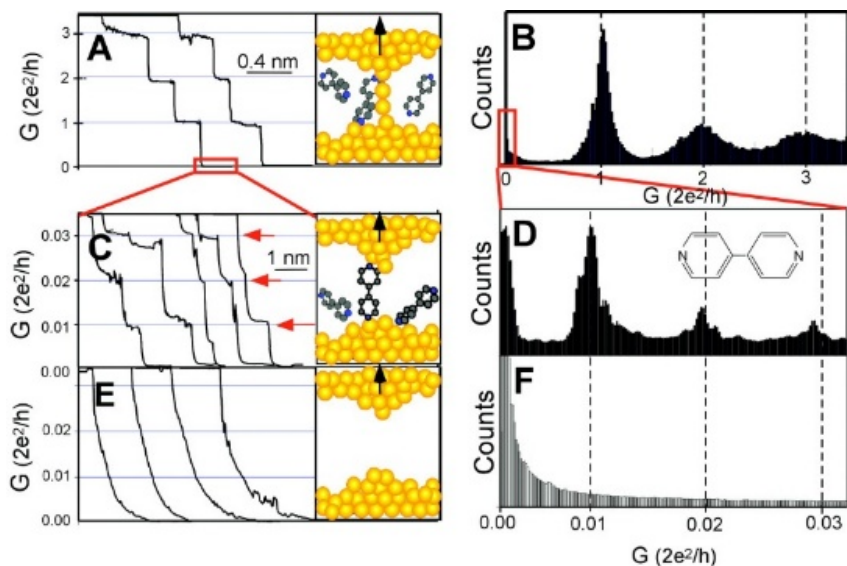 A
G (2e²/h)
3
2
1
0
0.4 nm
B
Counts
0
1
2
3
G (2e²/h)
C
G (2e²/h)
0.03
0.02
0.01
1 nm
D
Counts
N
N
E
G (2e²/h)
0.00
0.00
0.01
0.00
F
Counts
0.00
0.01
0.02
0.03
G (2e²/h)